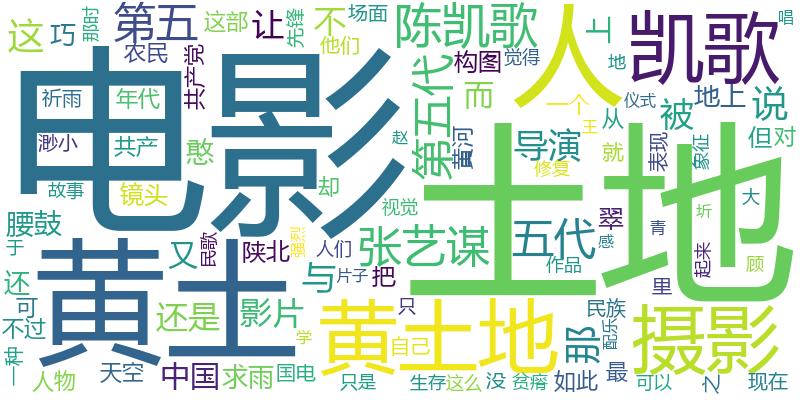 这
巧
那时
第五
这部
让
先锋
不
场面
他们
陈凯歌
人
上
地
凯歌
唱
农民
共产党
电影
构图
觉得
第五代
而
祈雨
年代
一个
仪式
王
地上
说
渺小
共产
憨
黄河
导演
从
被
表现
象征
但
对
赵
修复
就
故事
镜头
却
土地
视觉
翠
大
腰鼓
民歌
陕北
强烈
人们
张艺谋
五代
作品
感
青
里
圻
起来
顾
于
黄土
又
与
片子
把
还
可
还是
影片
只
黄土地
那
民族
配乐
摄影
不过
一种
学
自己
人物
天空
中国
求雨
国电
只是
生存
这么
没
贫瘠
如此
最
可以
之
现在